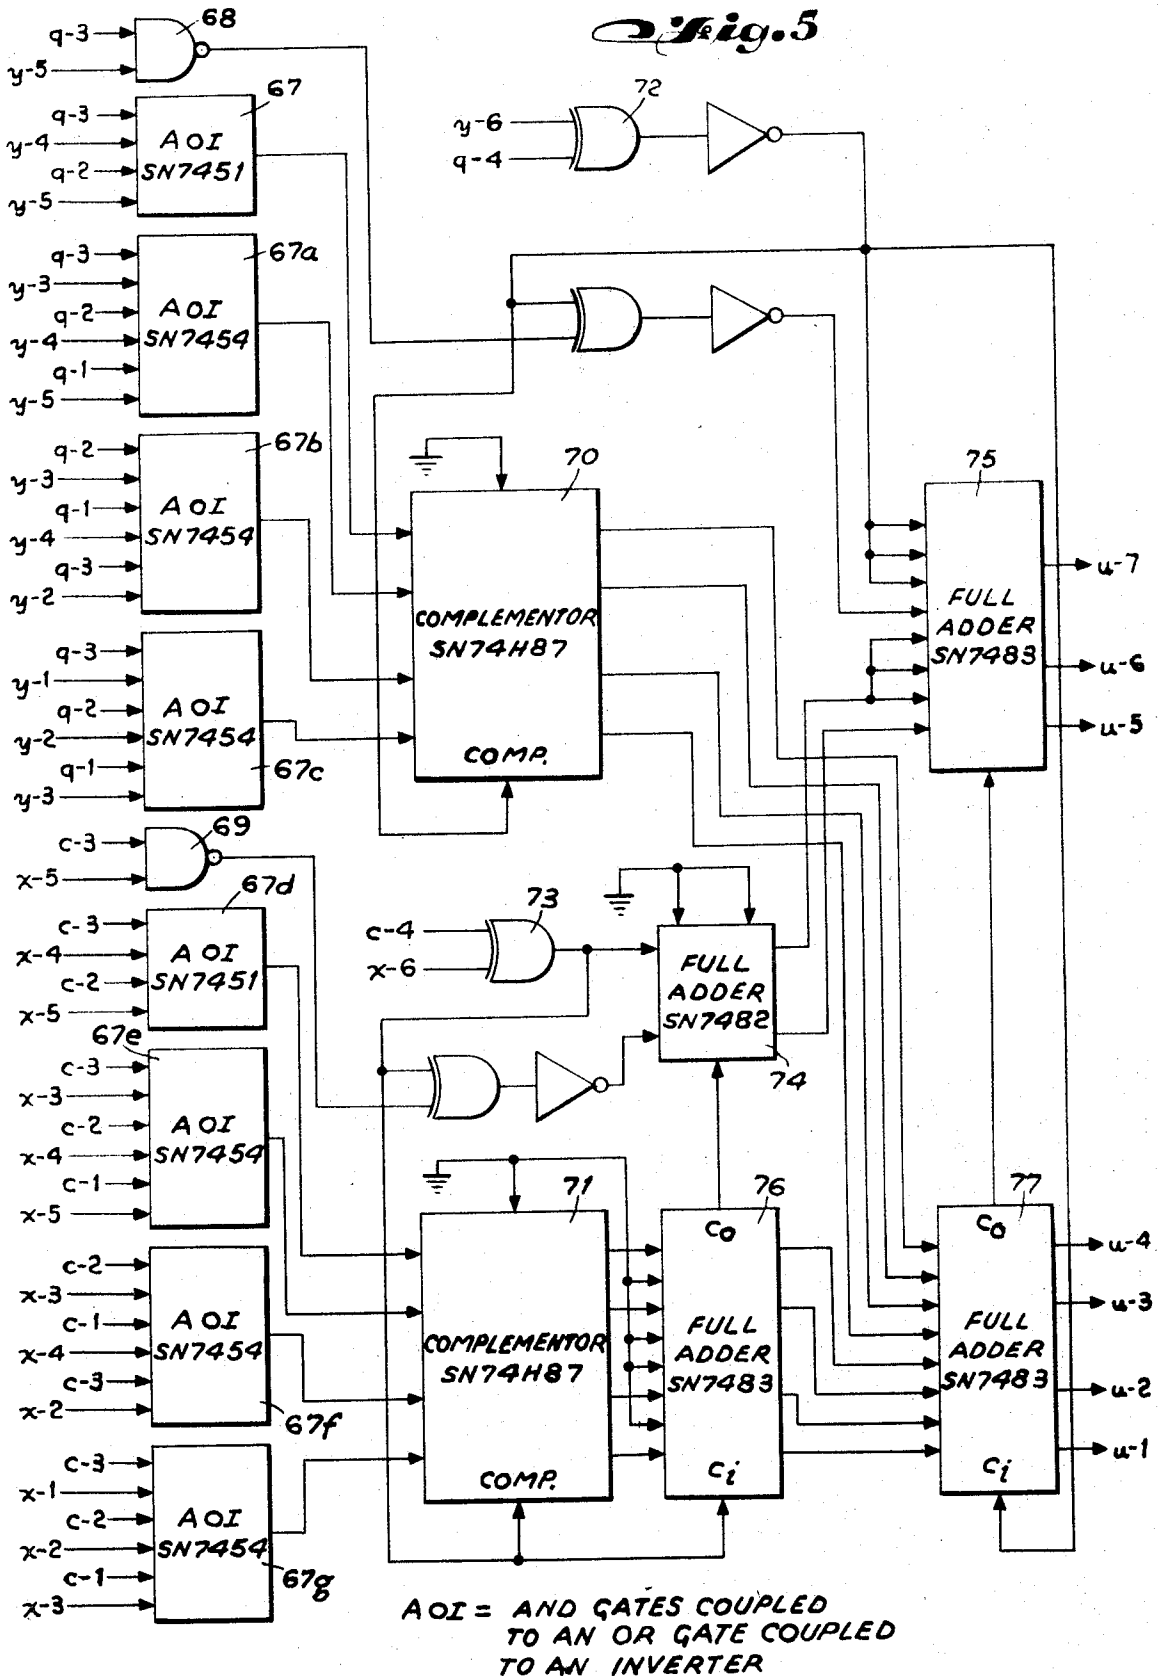 Fig. 5
q-3
y-5
68
q-3
y-4
q-2
y-5
AOI
SN7451
67
q-3
y-3
q-2
y-4
q-1
y-5
AOI
SN7454
67a
q-2
y-3
q-1
y-4
q-3
y-2
AOI
SN7454
67b
q-3
y-1
q-2
y-2
q-1
y-3
AOI
SN7454
67c
c-3
x-5
69
c-3
x-4
c-2
x-5
AOI
SN7451
67d
67e
c-3
x-3
c-2
x-4
c-1
x-5
AOI
SN7454
c-2
x-3
c-1
x-4
c-3
x-2
AOI
SN7454
67f
c-3
x-1
c-2
x-2
c-1
x-3
AOI
SN7454
67g
y-6
q-4
72
70
COMPLEMENTOR
SN74H87
COMP.
c-4
x-6
73
FULL
ADDER
SN7482
74
71
COMPLEMENTOR
SN74H87
COMP.
76
Co
FULL
ADDER
SN7483
Ci
75
FULL
ADDER
SN7483
u-7
u-6
u-5
77
Co
FULL
ADDER
SN7483
Ci
u-4
u-3
u-2
u-1
AOI = AND GATES COUPLED
TO AN OR GATE COUPLED
TO AN INVERTER